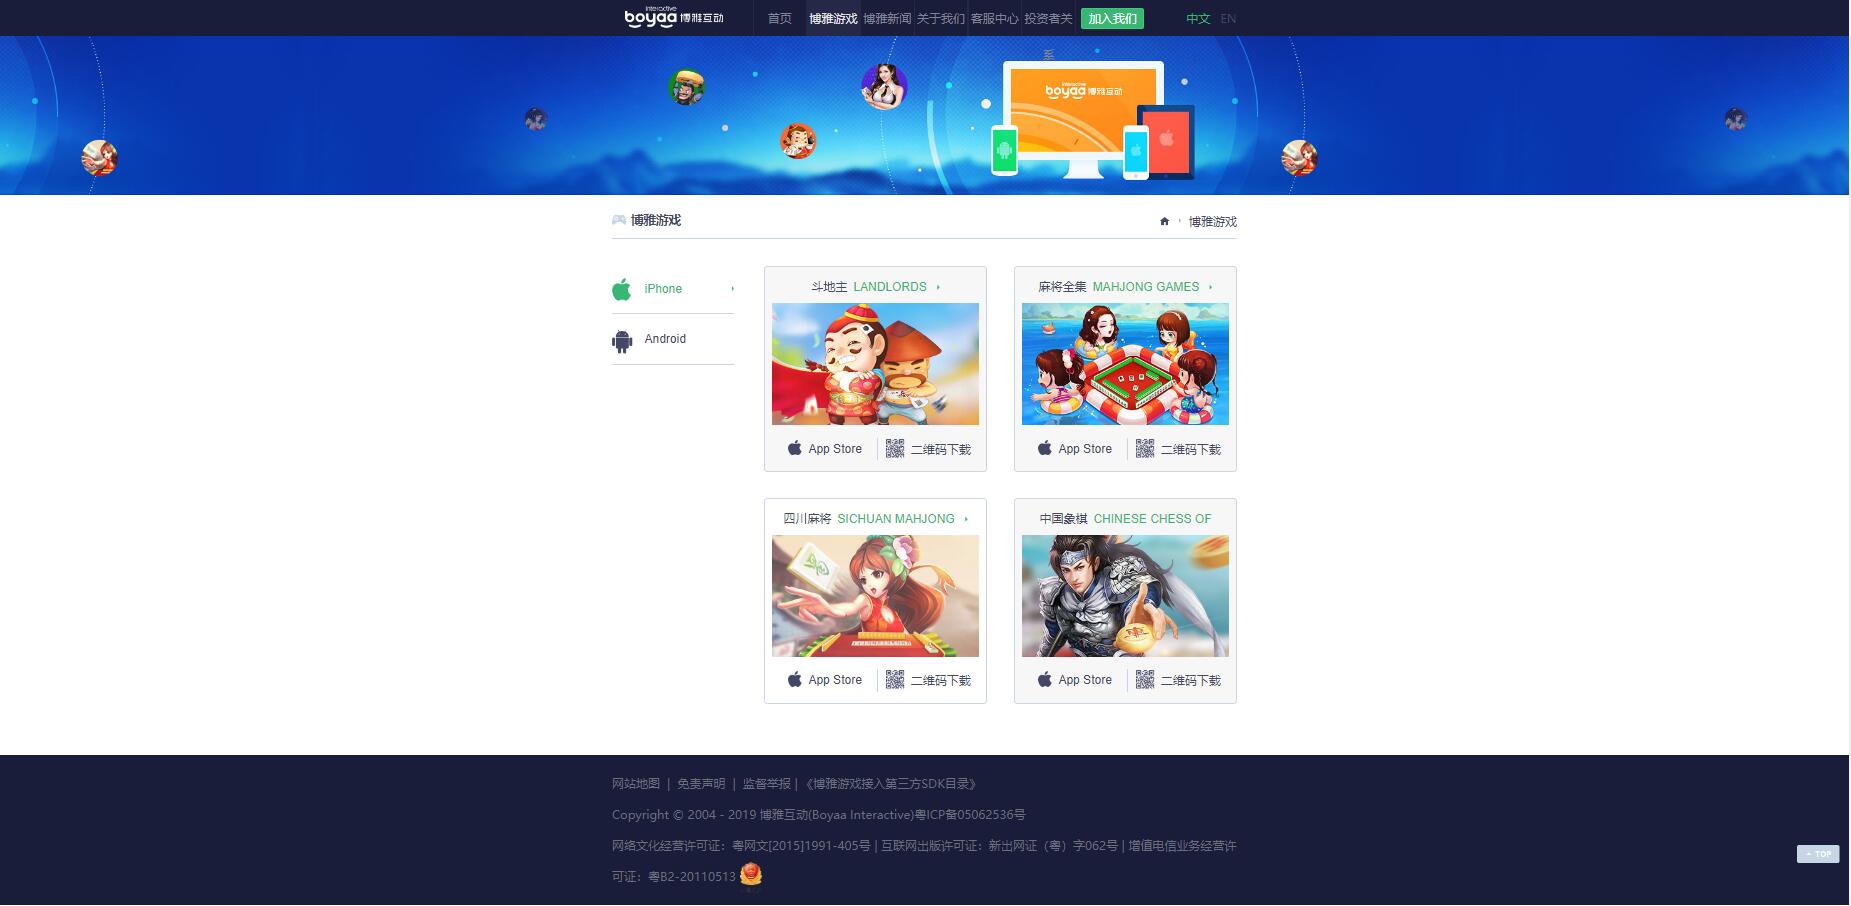 interactive
boyaa 博雅互动
首页 博雅游戏 博雅新闻 关于我们 客服中心 投资者关系 加入我们 中文 EN
interactive
boyaa 博雅互动
博雅游戏
博雅游戏
iPhone
Android
斗地主 LANDLORDS
App Store 二维码下载
麻将全集 MAHJONG GAMES
App Store 二维码下载
四川麻将 SICHUAN MAHJONG
App Store 二维码下载
中国象棋 CHINESE CHESS OF
App Store 二维码下载
网站地图 | 免责声明 | 监督举报 | 《博雅游戏接入第三方SDK目录》
Copyright © 2004 - 2019 博雅互动(Boyaa Interactive)粤ICP备05062536号
网络文化经营许可证：粤网文[2015]1991-405号 | 互联网出版许可证：新出网证（粤）字062号 | 增值电信业务经营许
可证：粤B2-20110513
TOP